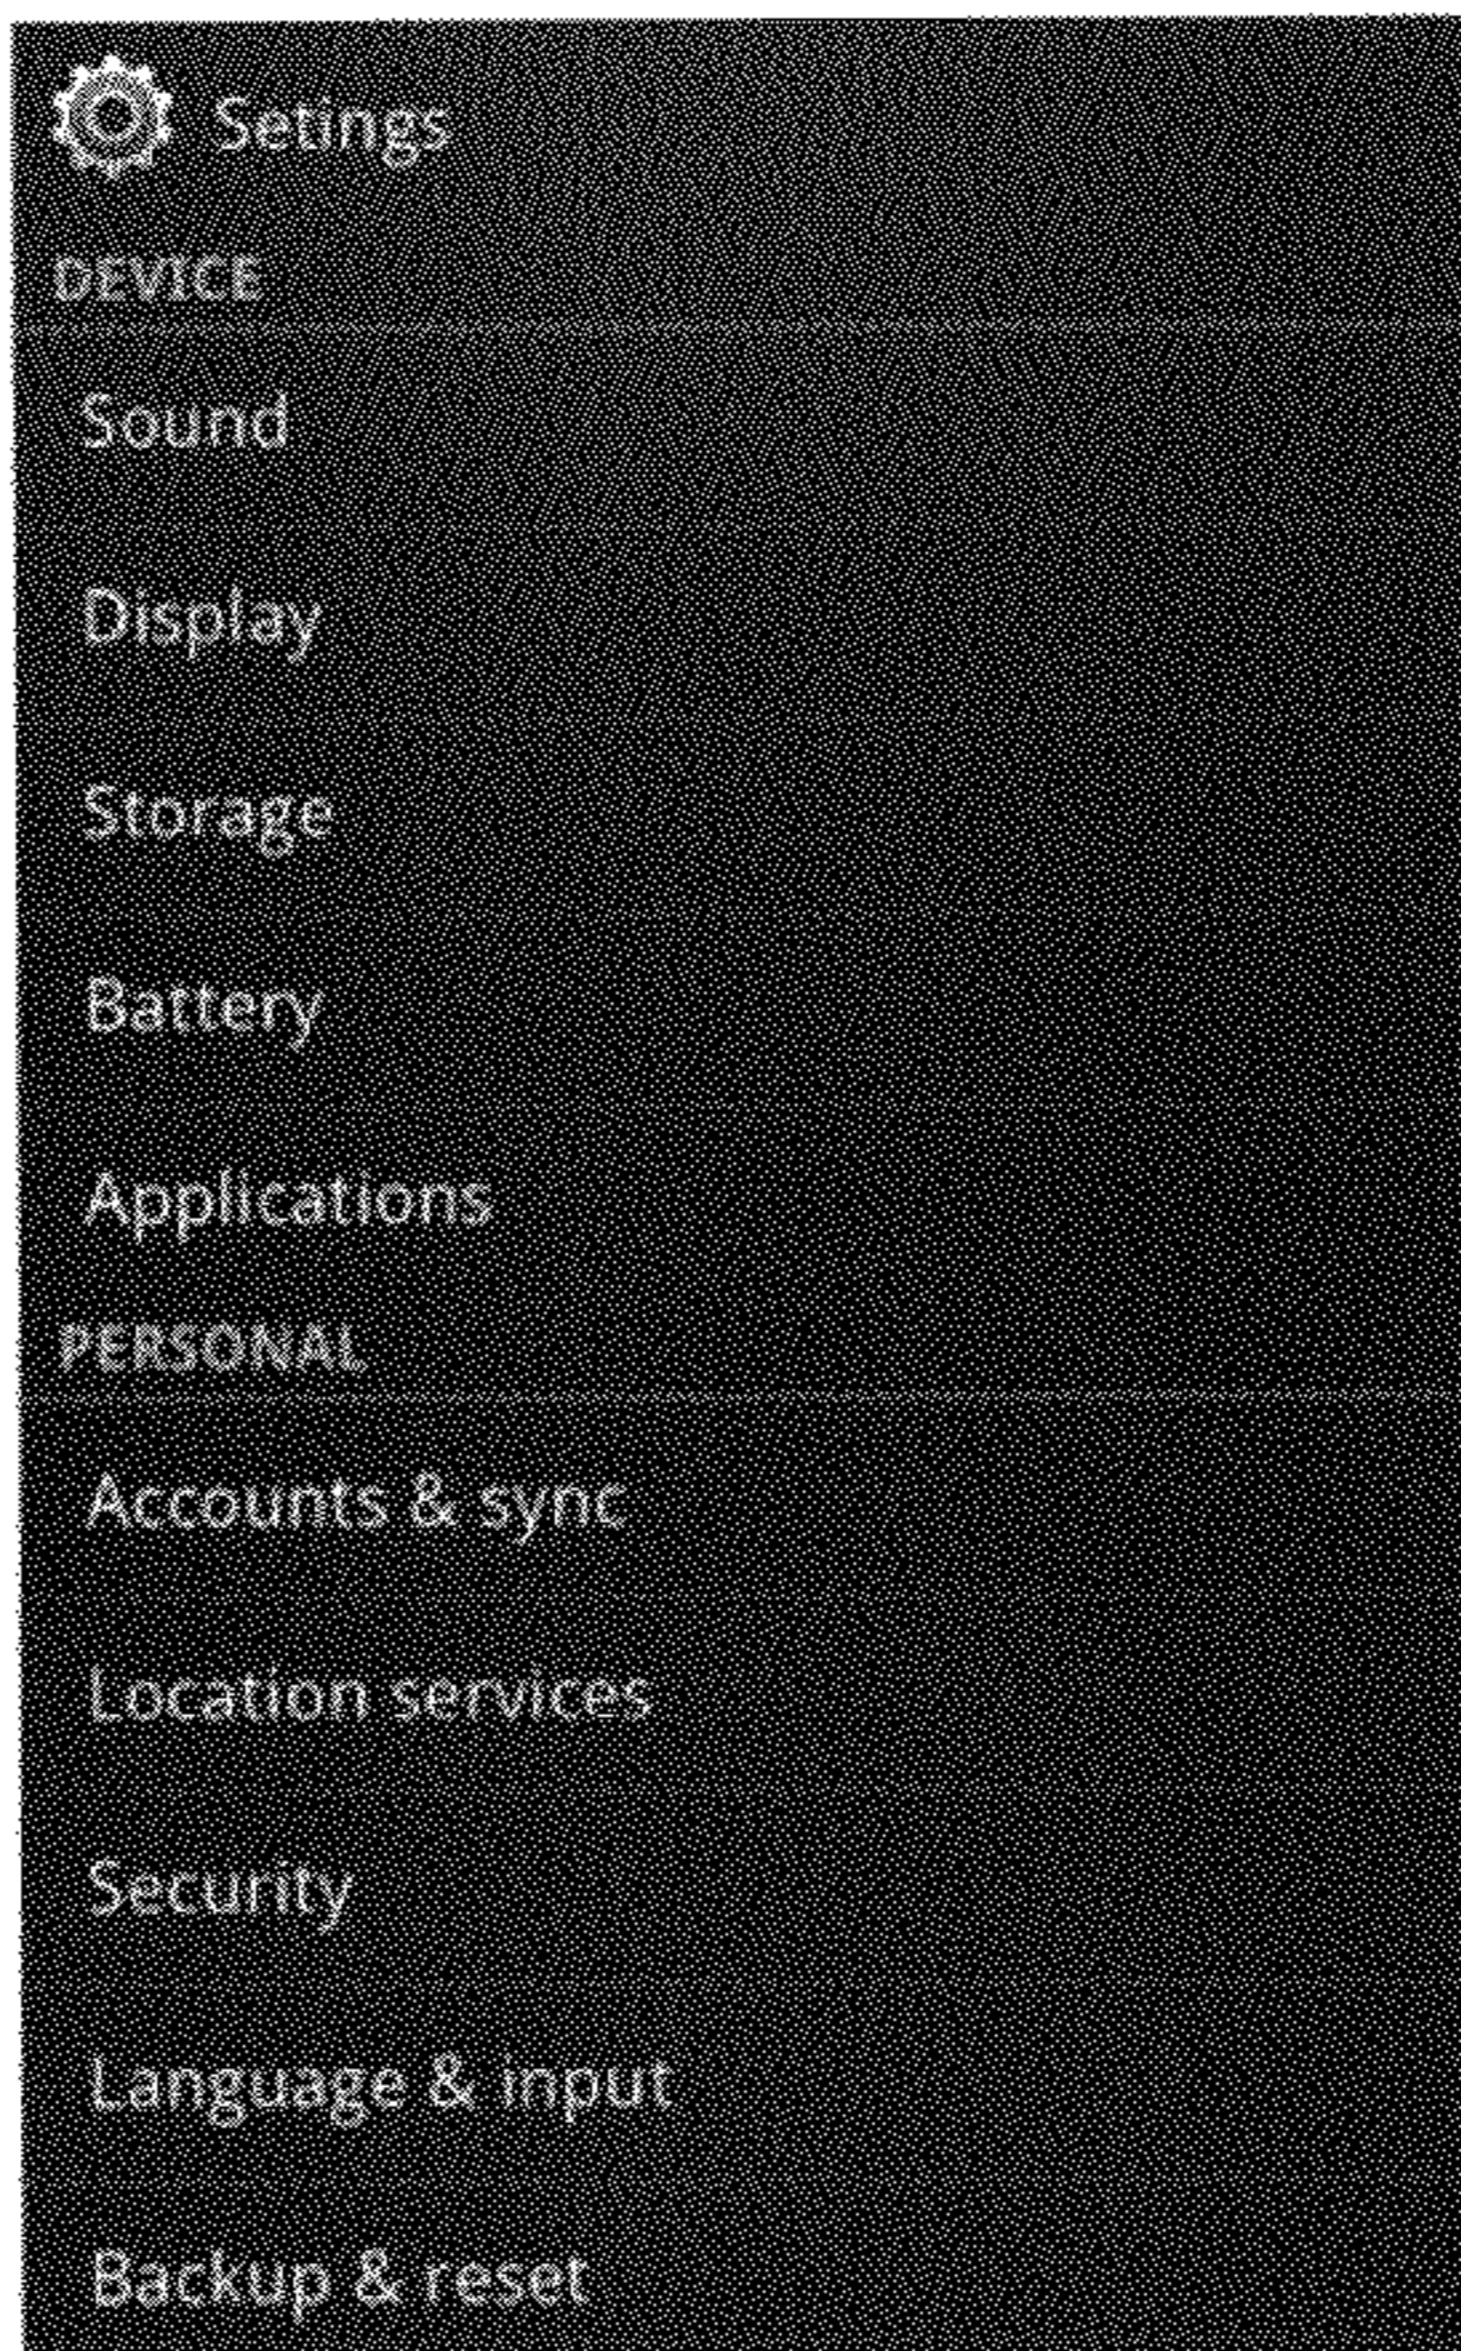 Setings
DEVICE
Sound
Display
Storage
Battery
Applications
PERSONAL
Accounts & sync
Location services
Security
Language & input
Backup & reset